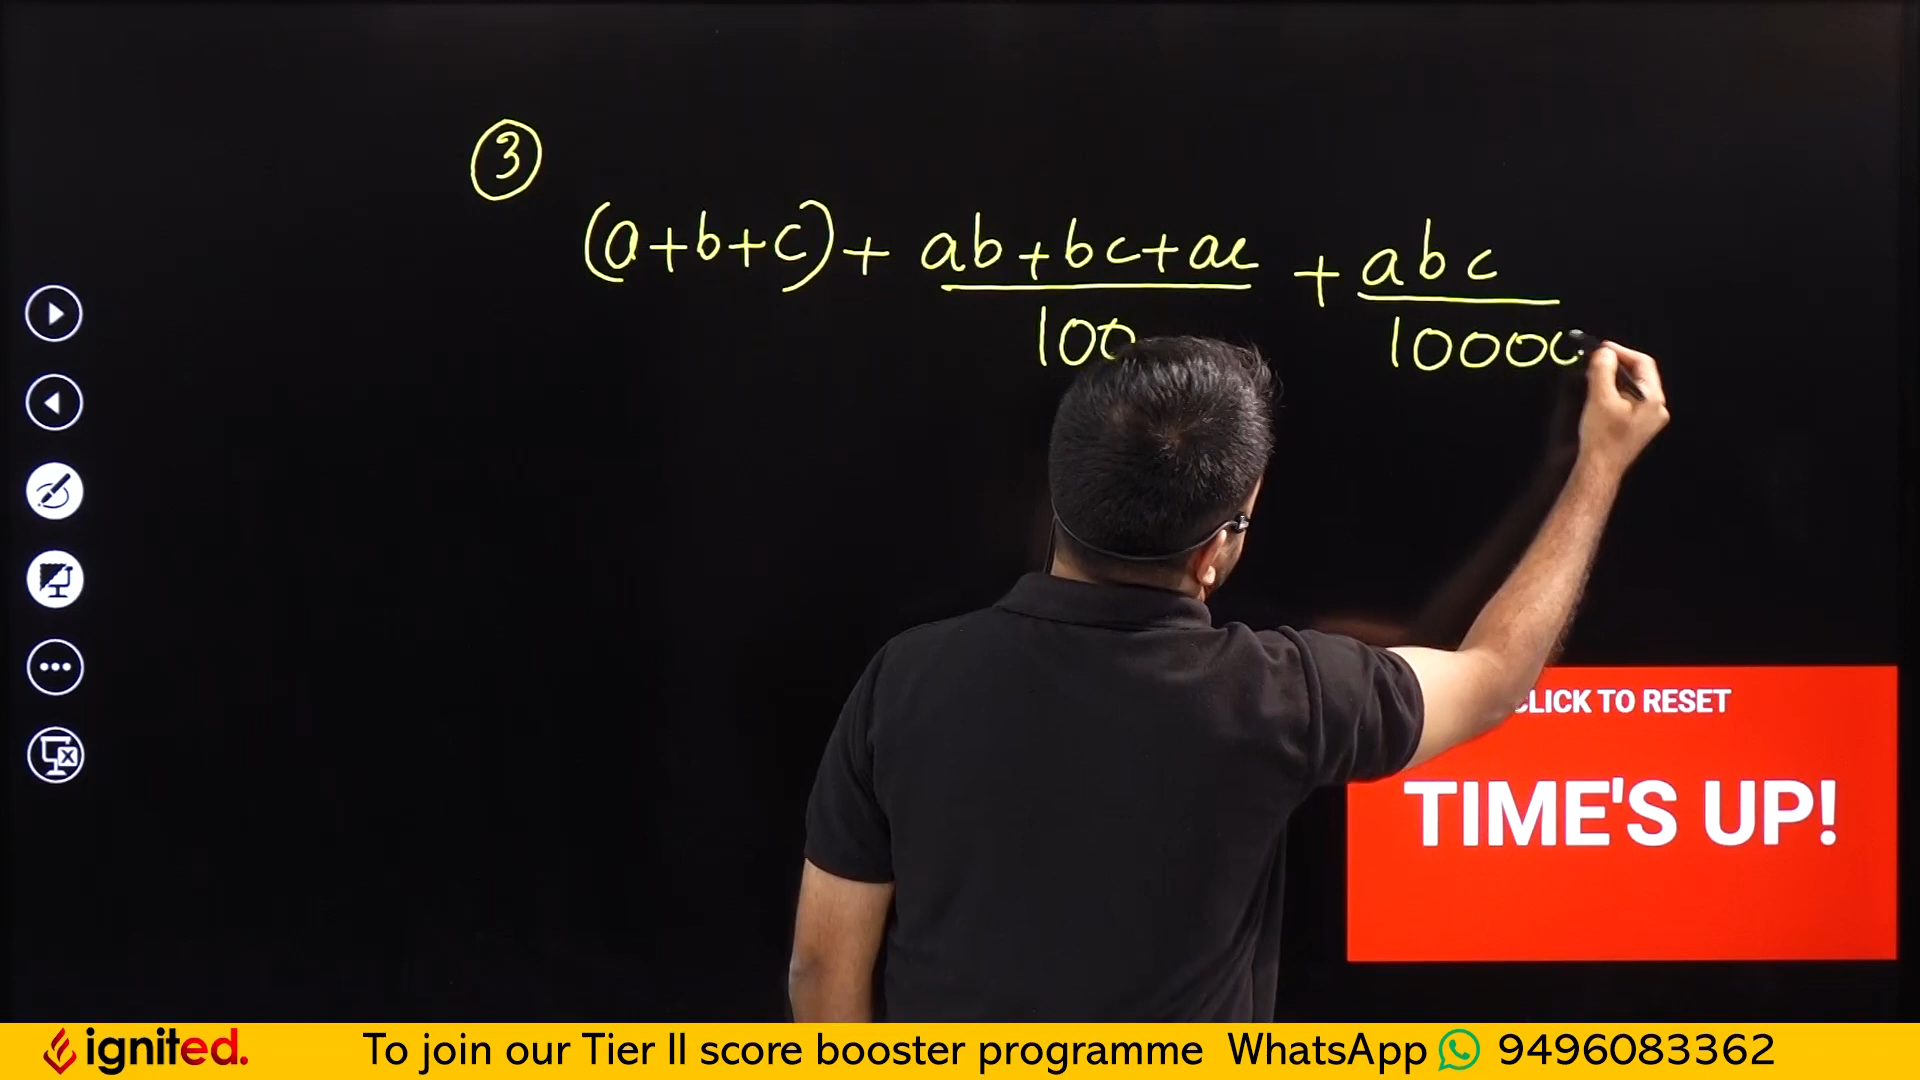 3
(a+b+c) + ab+bc+ac + abc
100 10000
CLICK TO RESET
TIME'S UP!
ignited. To join our Tier II score booster programme WhatsApp 9496083362